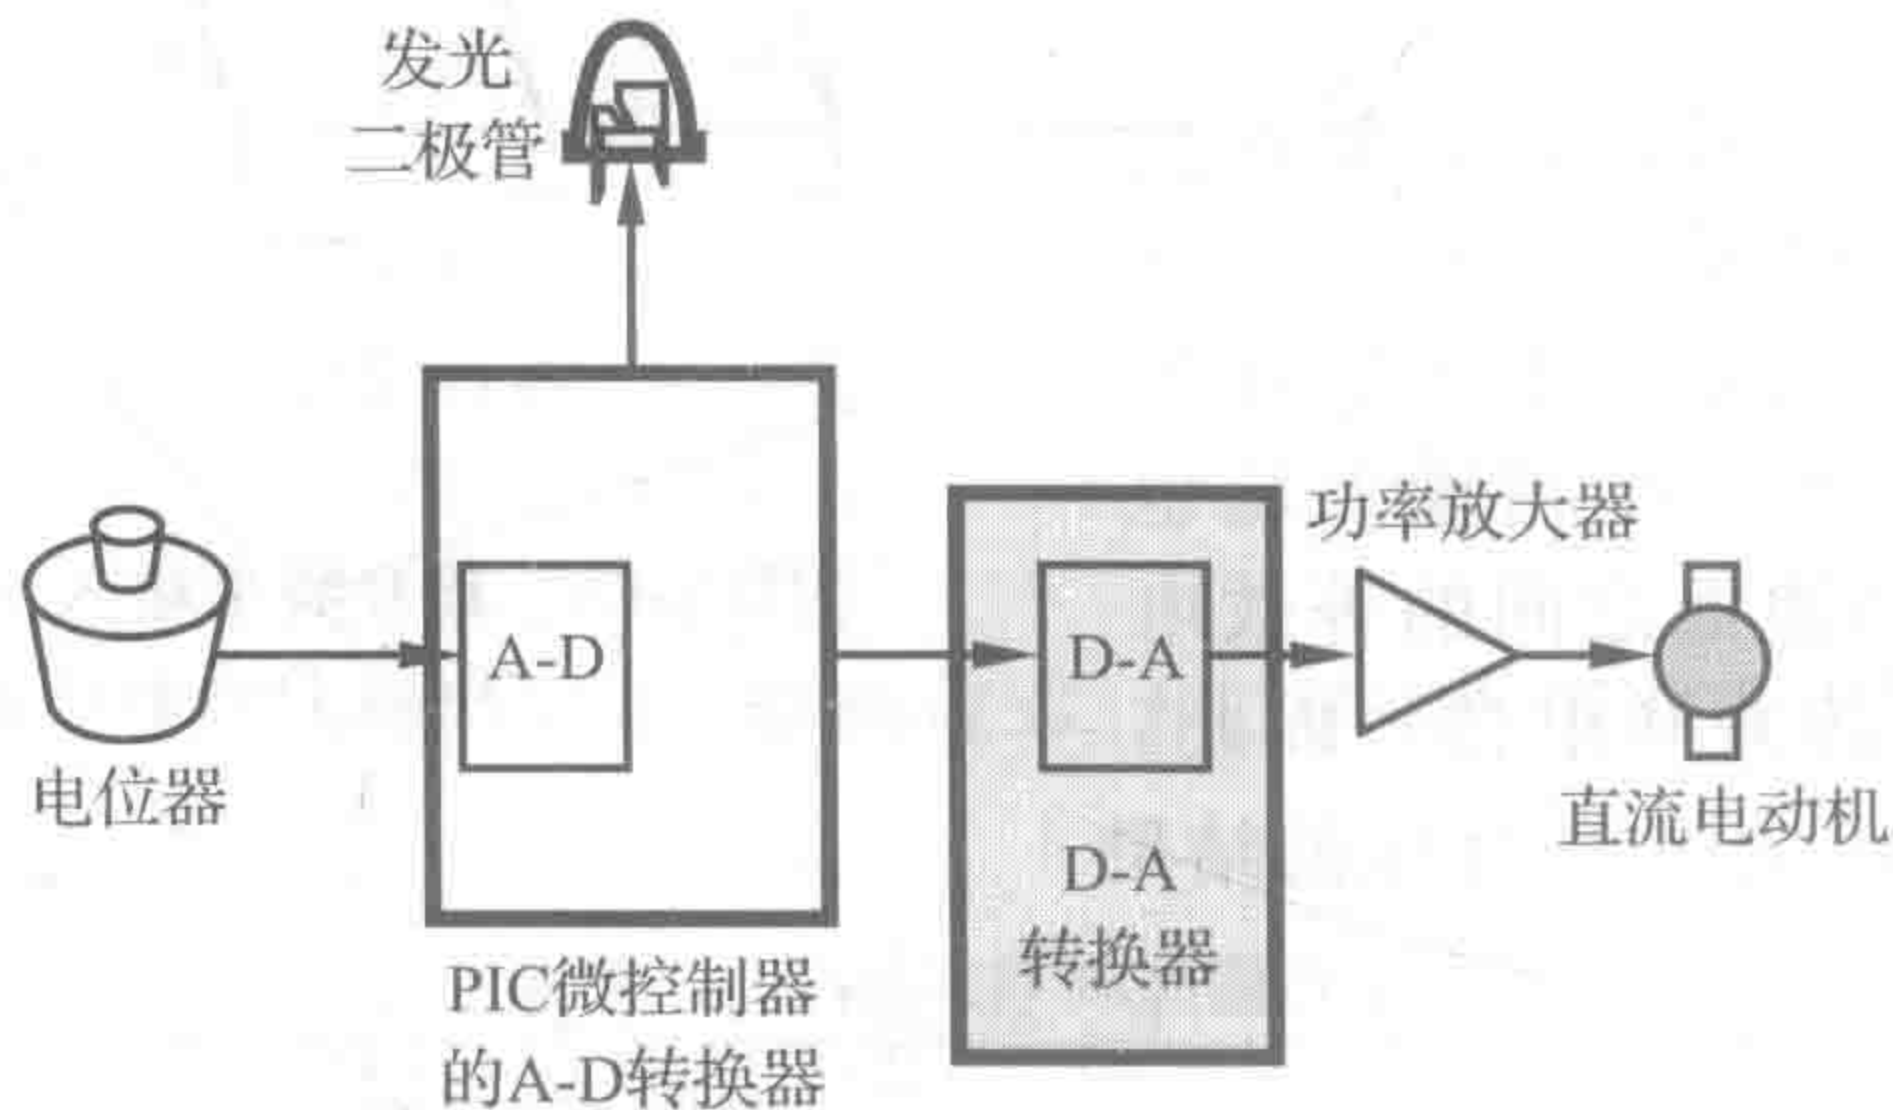 发光
二极管
功率放大器
A-D
D-A
电位器
直流电动机
D-A
转换器
PIC微控制器
的A-D转换器